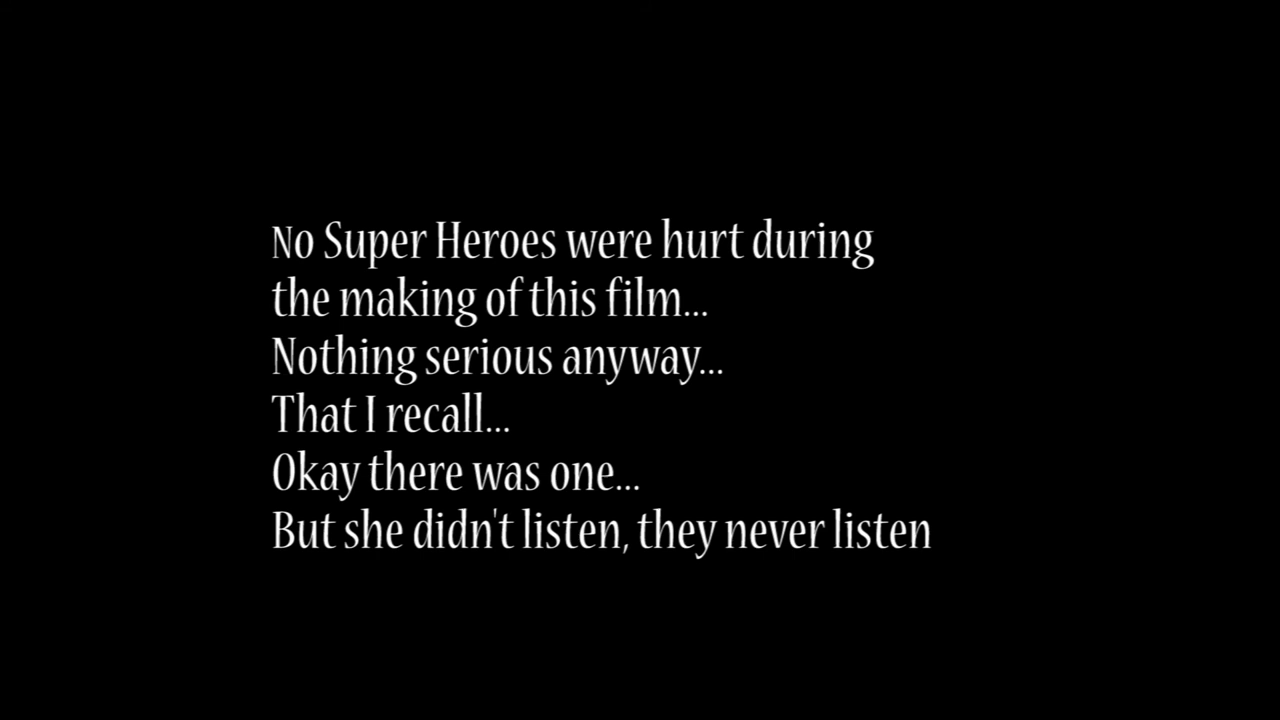 No Super Heroes were hurt during
the making of this film...
Nothing serious anyway...
That I recall...
Okay there was one...
But she didn't listen, they never listen